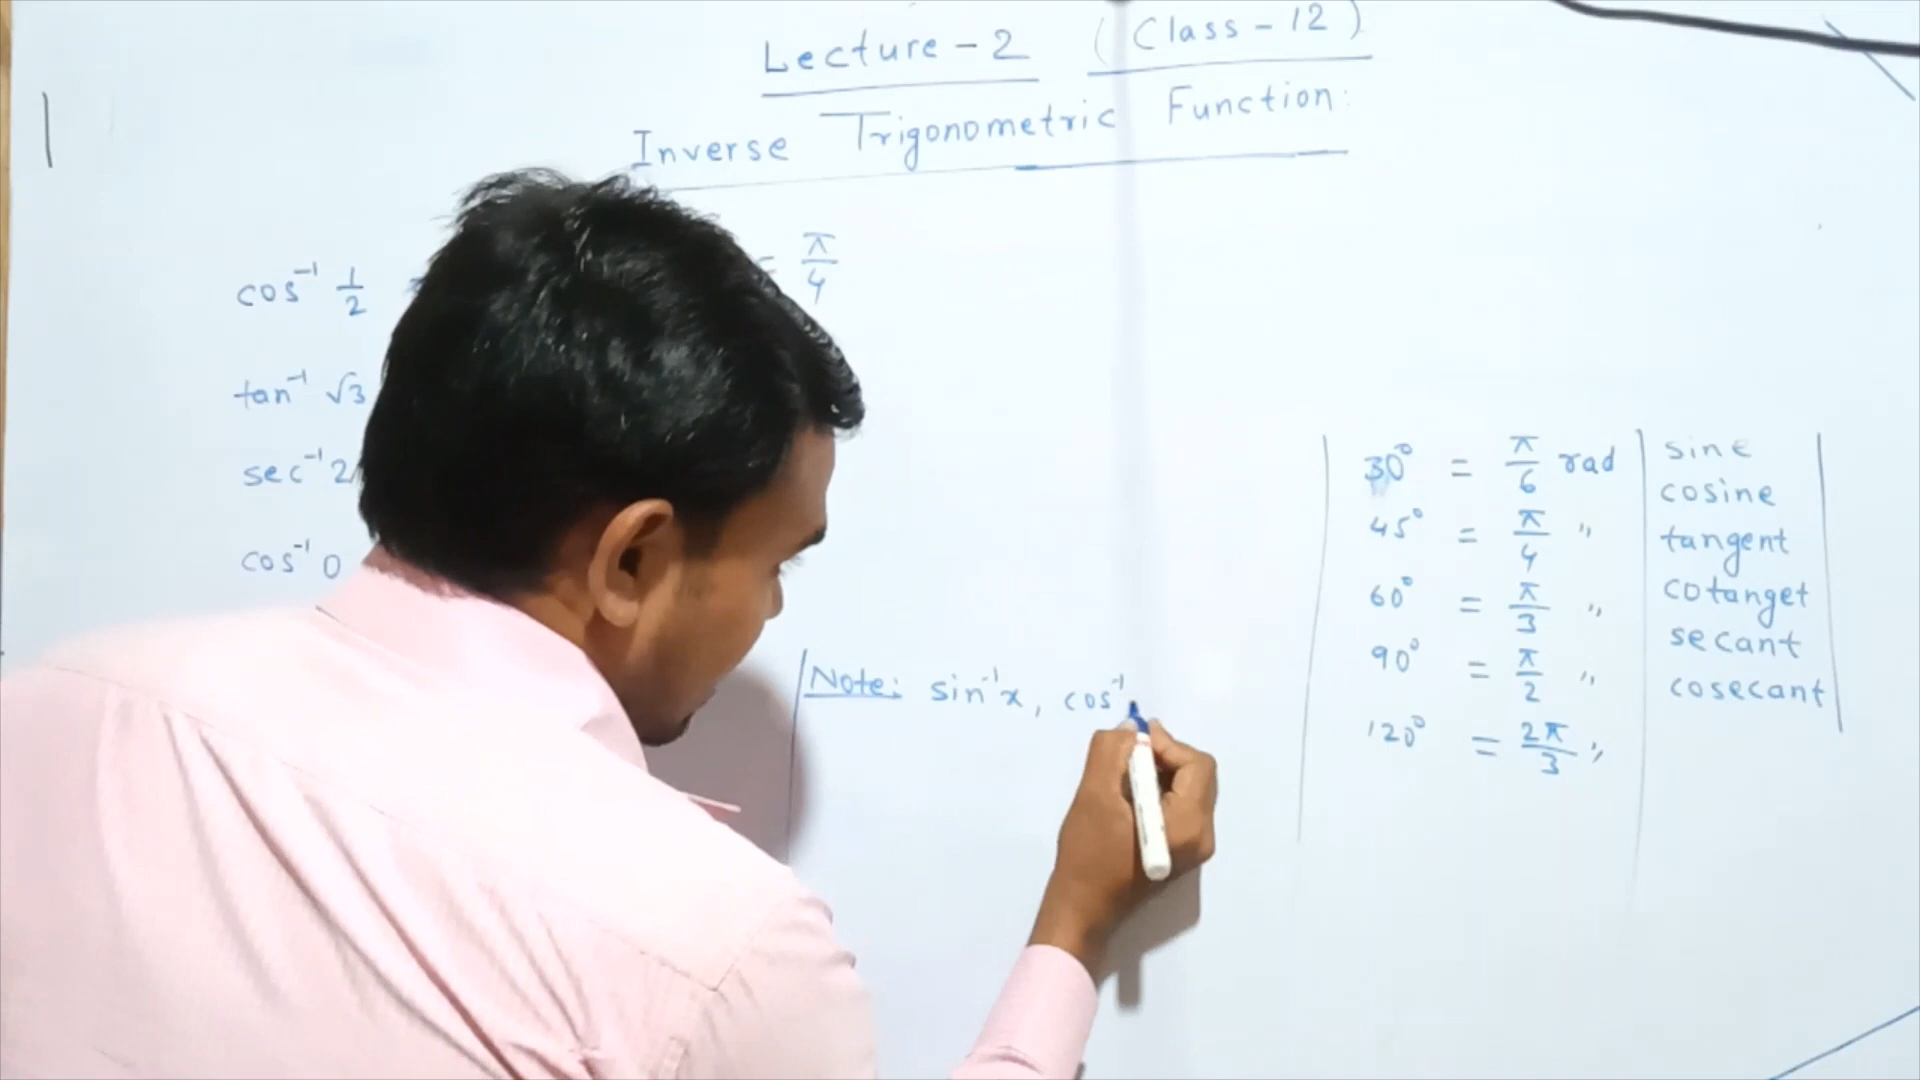 Lecture - 2 (Class - 12)
Inverse Trigonometric Function:
cos⁻¹ 1/2
= π/4
tan⁻¹ √3
sec⁻¹ 2
cos⁻¹ 0
Note: sin⁻¹x, cos⁻¹
30° = π/6 rad
45° = π/4 "
60° = π/3 "
90° = π/2 "
120° = 2π/3 "
sine
cosine
tangent
cotanget
secant
cosecant